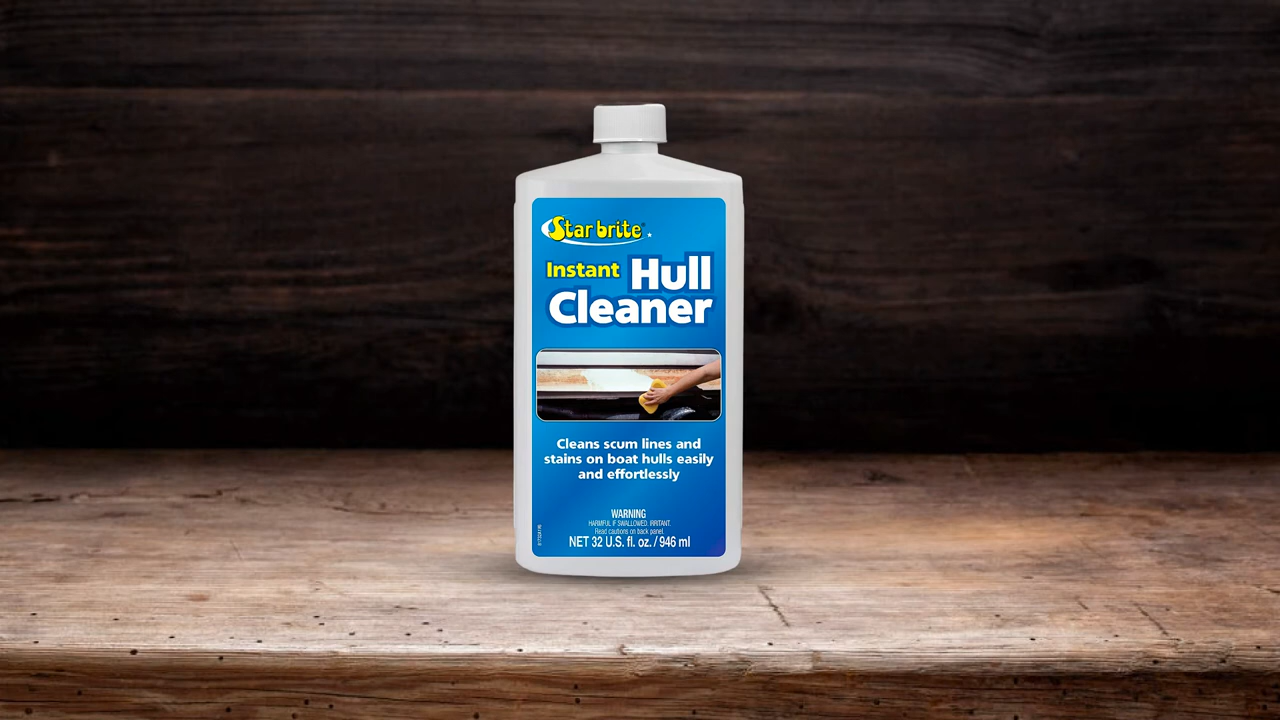 Star brite
Instant Hull
Cleaner
Cleans scum lines and
stains on boat hulls easily
and effortlessly
WARNING
HARMFUL IF SWALLOWED. IRRITANT.
Read cautions on back panel.
NET 32 U.S. fl. oz. / 946 ml